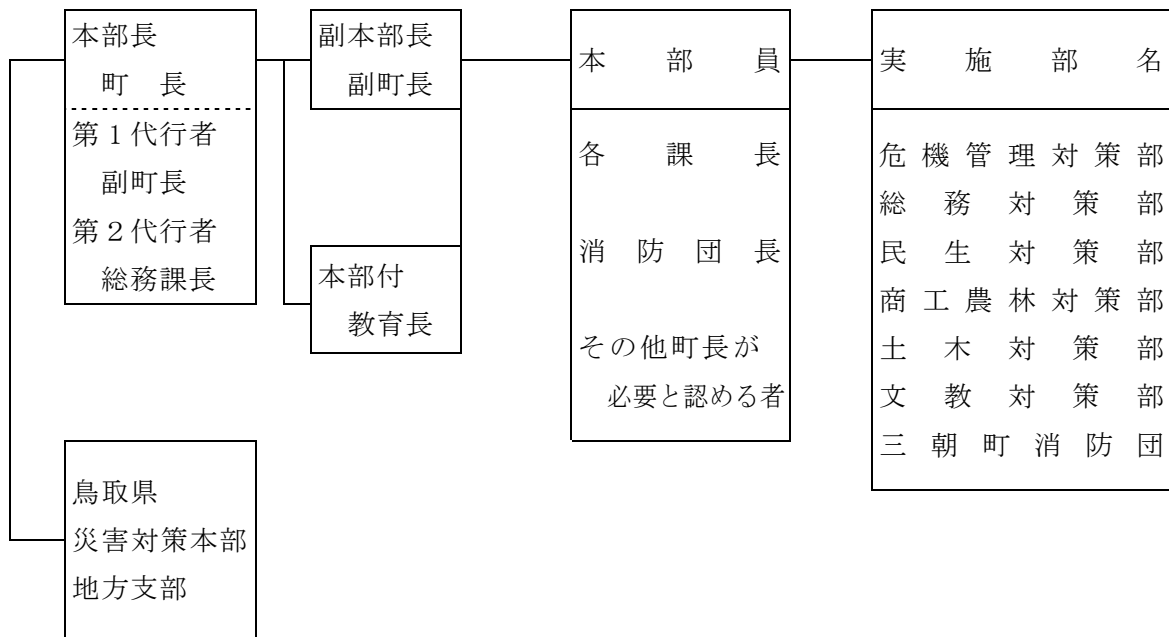 本部長
町　長
第１代行者
副町長
第２代行者
総務課長
副本部長
副町長
本部付
教育長
本部員
各課長
消防団長
その他町長が
必要と認める者
実施部名
危機管理対策部
総務対策部
民生対策部
商工農林対策部
土木対策部
文教対策部
三朝町消防団
鳥取県
災害対策本部
地方支部